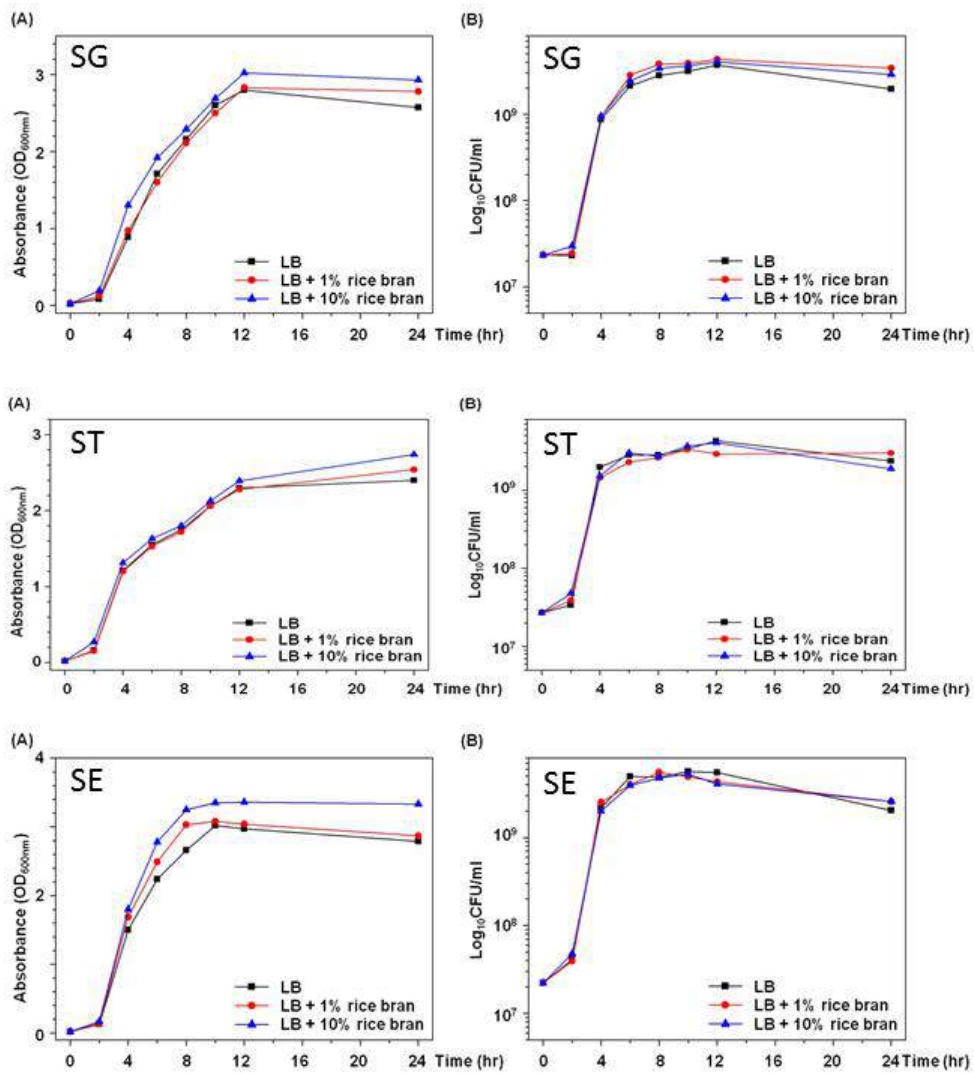 (A)
SG
Absorbance (OD600nm)
3
2
1
0
LB
LB + 1% rice bran
LB + 10% rice bran
0 4 8 12 16 20 24 Time (hr)
(B)
SG
Log10CFU/ml
10^9
10^8
10^7
LB
LB + 1% rice bran
LB + 10% rice bran
0 4 8 12 16 20 24 Time (hr)
(A)
ST
Absorbance (OD600nm)
3
2
1
0
LB
LB + 1% rice bran
LB + 10% rice bran
0 4 8 12 16 20 24 Time (hr)
(B)
ST
Log10CFU/ml
10^9
10^8
10^7
LB
LB + 1% rice bran
LB + 10% rice bran
0 4 8 12 16 20 24 Time (hr)
(A)
SE
Absorbance (OD600nm)
4
2
0
LB
LB + 1% rice bran
LB + 10% rice bran
0 4 8 12 16 20 24 Time (hr)
(B)
SE
Log10CFU/ml
10^9
10^8
10^7
LB
LB + 1% rice bran
LB + 10% rice bran
0 4 8 12 16 20 24 Time (hr)